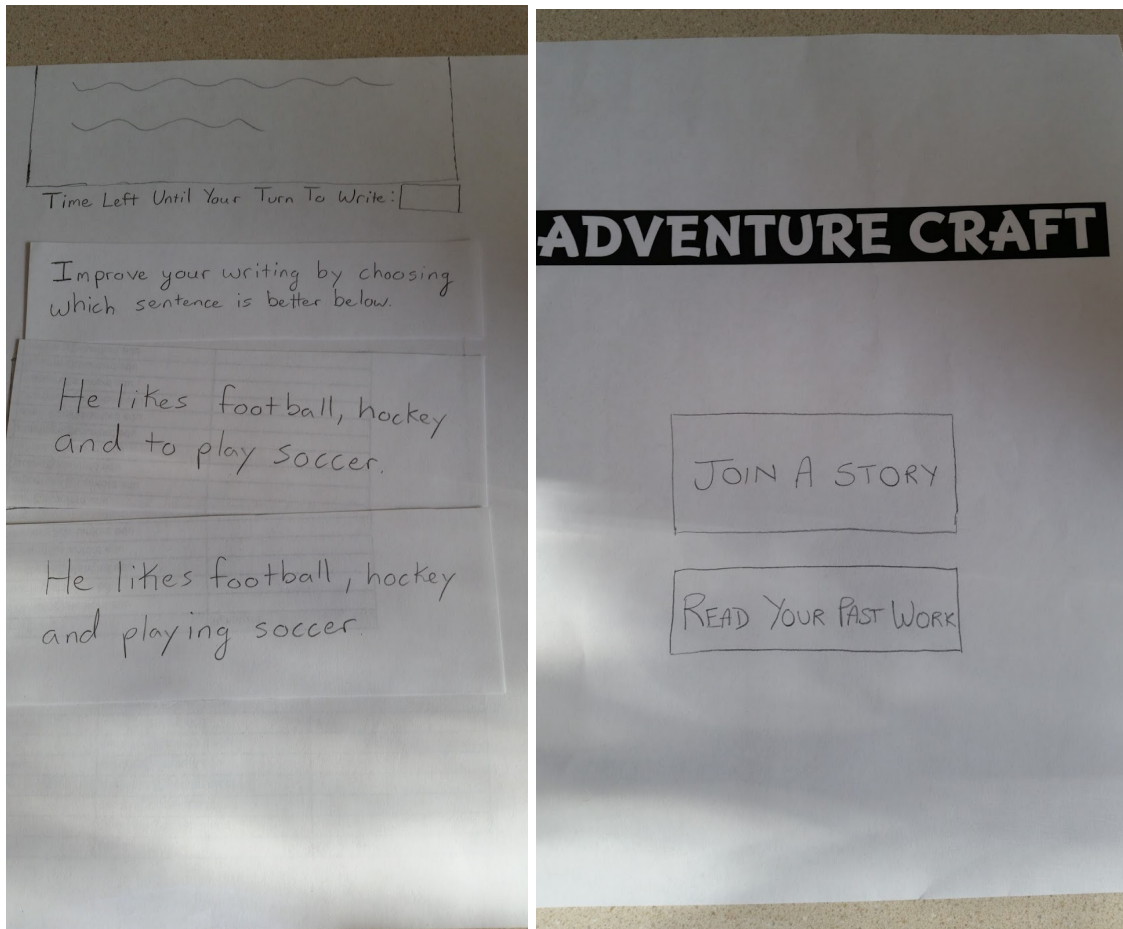 Time Left Until Your Turn To Write:
Improve your writing by choosing
which sentence is better below.
He likes football, hockey
and to play soccer.
He likes football, hockey
and playing soccer.
ADVENTURE CRAFT
JOIN A STORY
READ YOUR PAST WORK